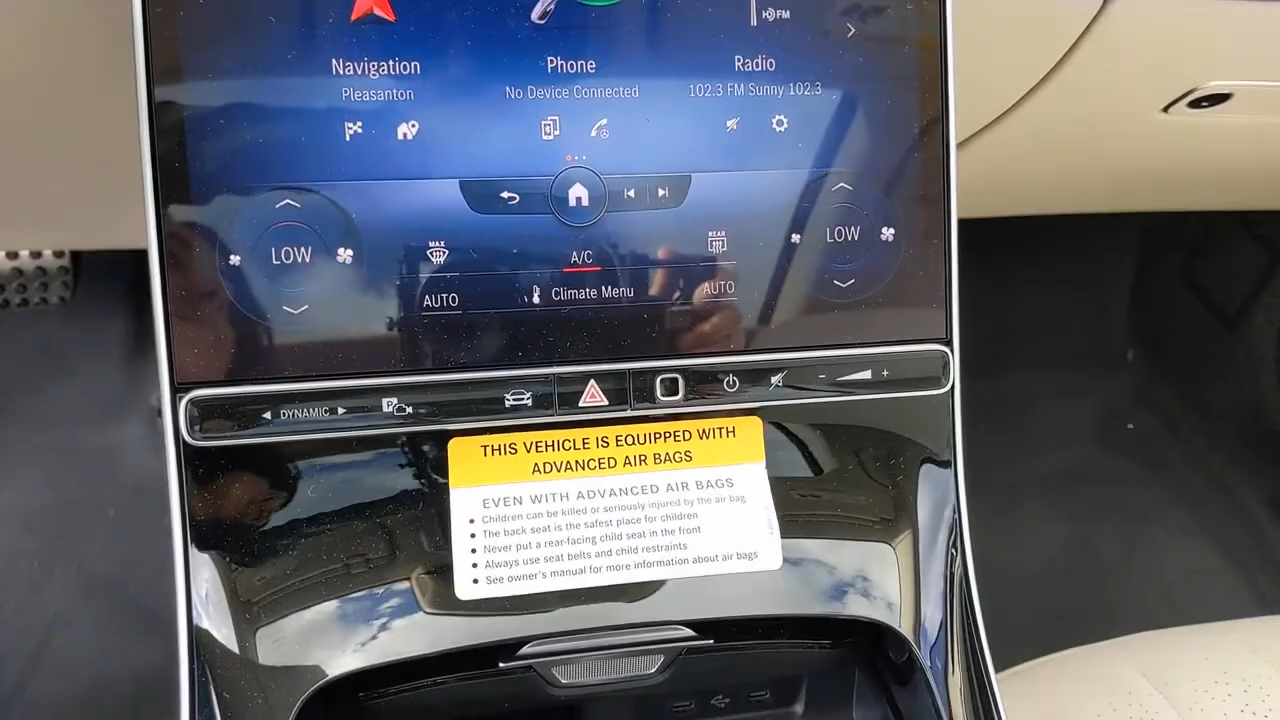 HD FM
Navigation
Phone
Radio
Pleasanton
No Device Connected
102.3 FM Sunny 102.3
LOW
MAX
REAR
LOW
A/C
AUTO
Climate Menu
AUTO
DYNAMIC
P
- +
THIS VEHICLE IS EQUIPPED WITH
ADVANCED AIR BAGS
EVEN WITH ADVANCED AIR BAGS
• Children can be killed or seriously injured by the air bag
• The back seat is the safest place for children
• Never put a rear-facing child seat in the front
• Always use seat belts and child restraints
• See owner's manual for more information about air bags